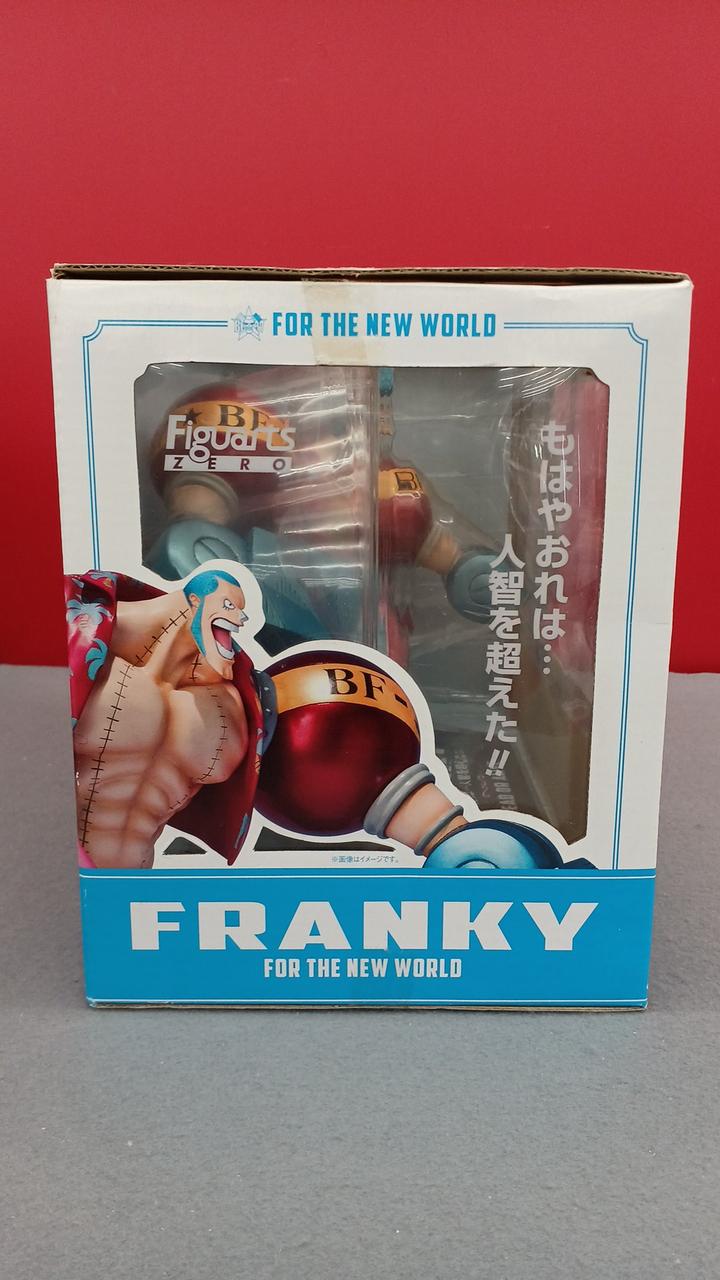 FOR THE NEW WORLD
BF-
Figuarts
ZERO
B
もはやおれは…
人智を超えた!!
BF-
※画像はイメージです。
FRANKY
FOR THE NEW WORLD